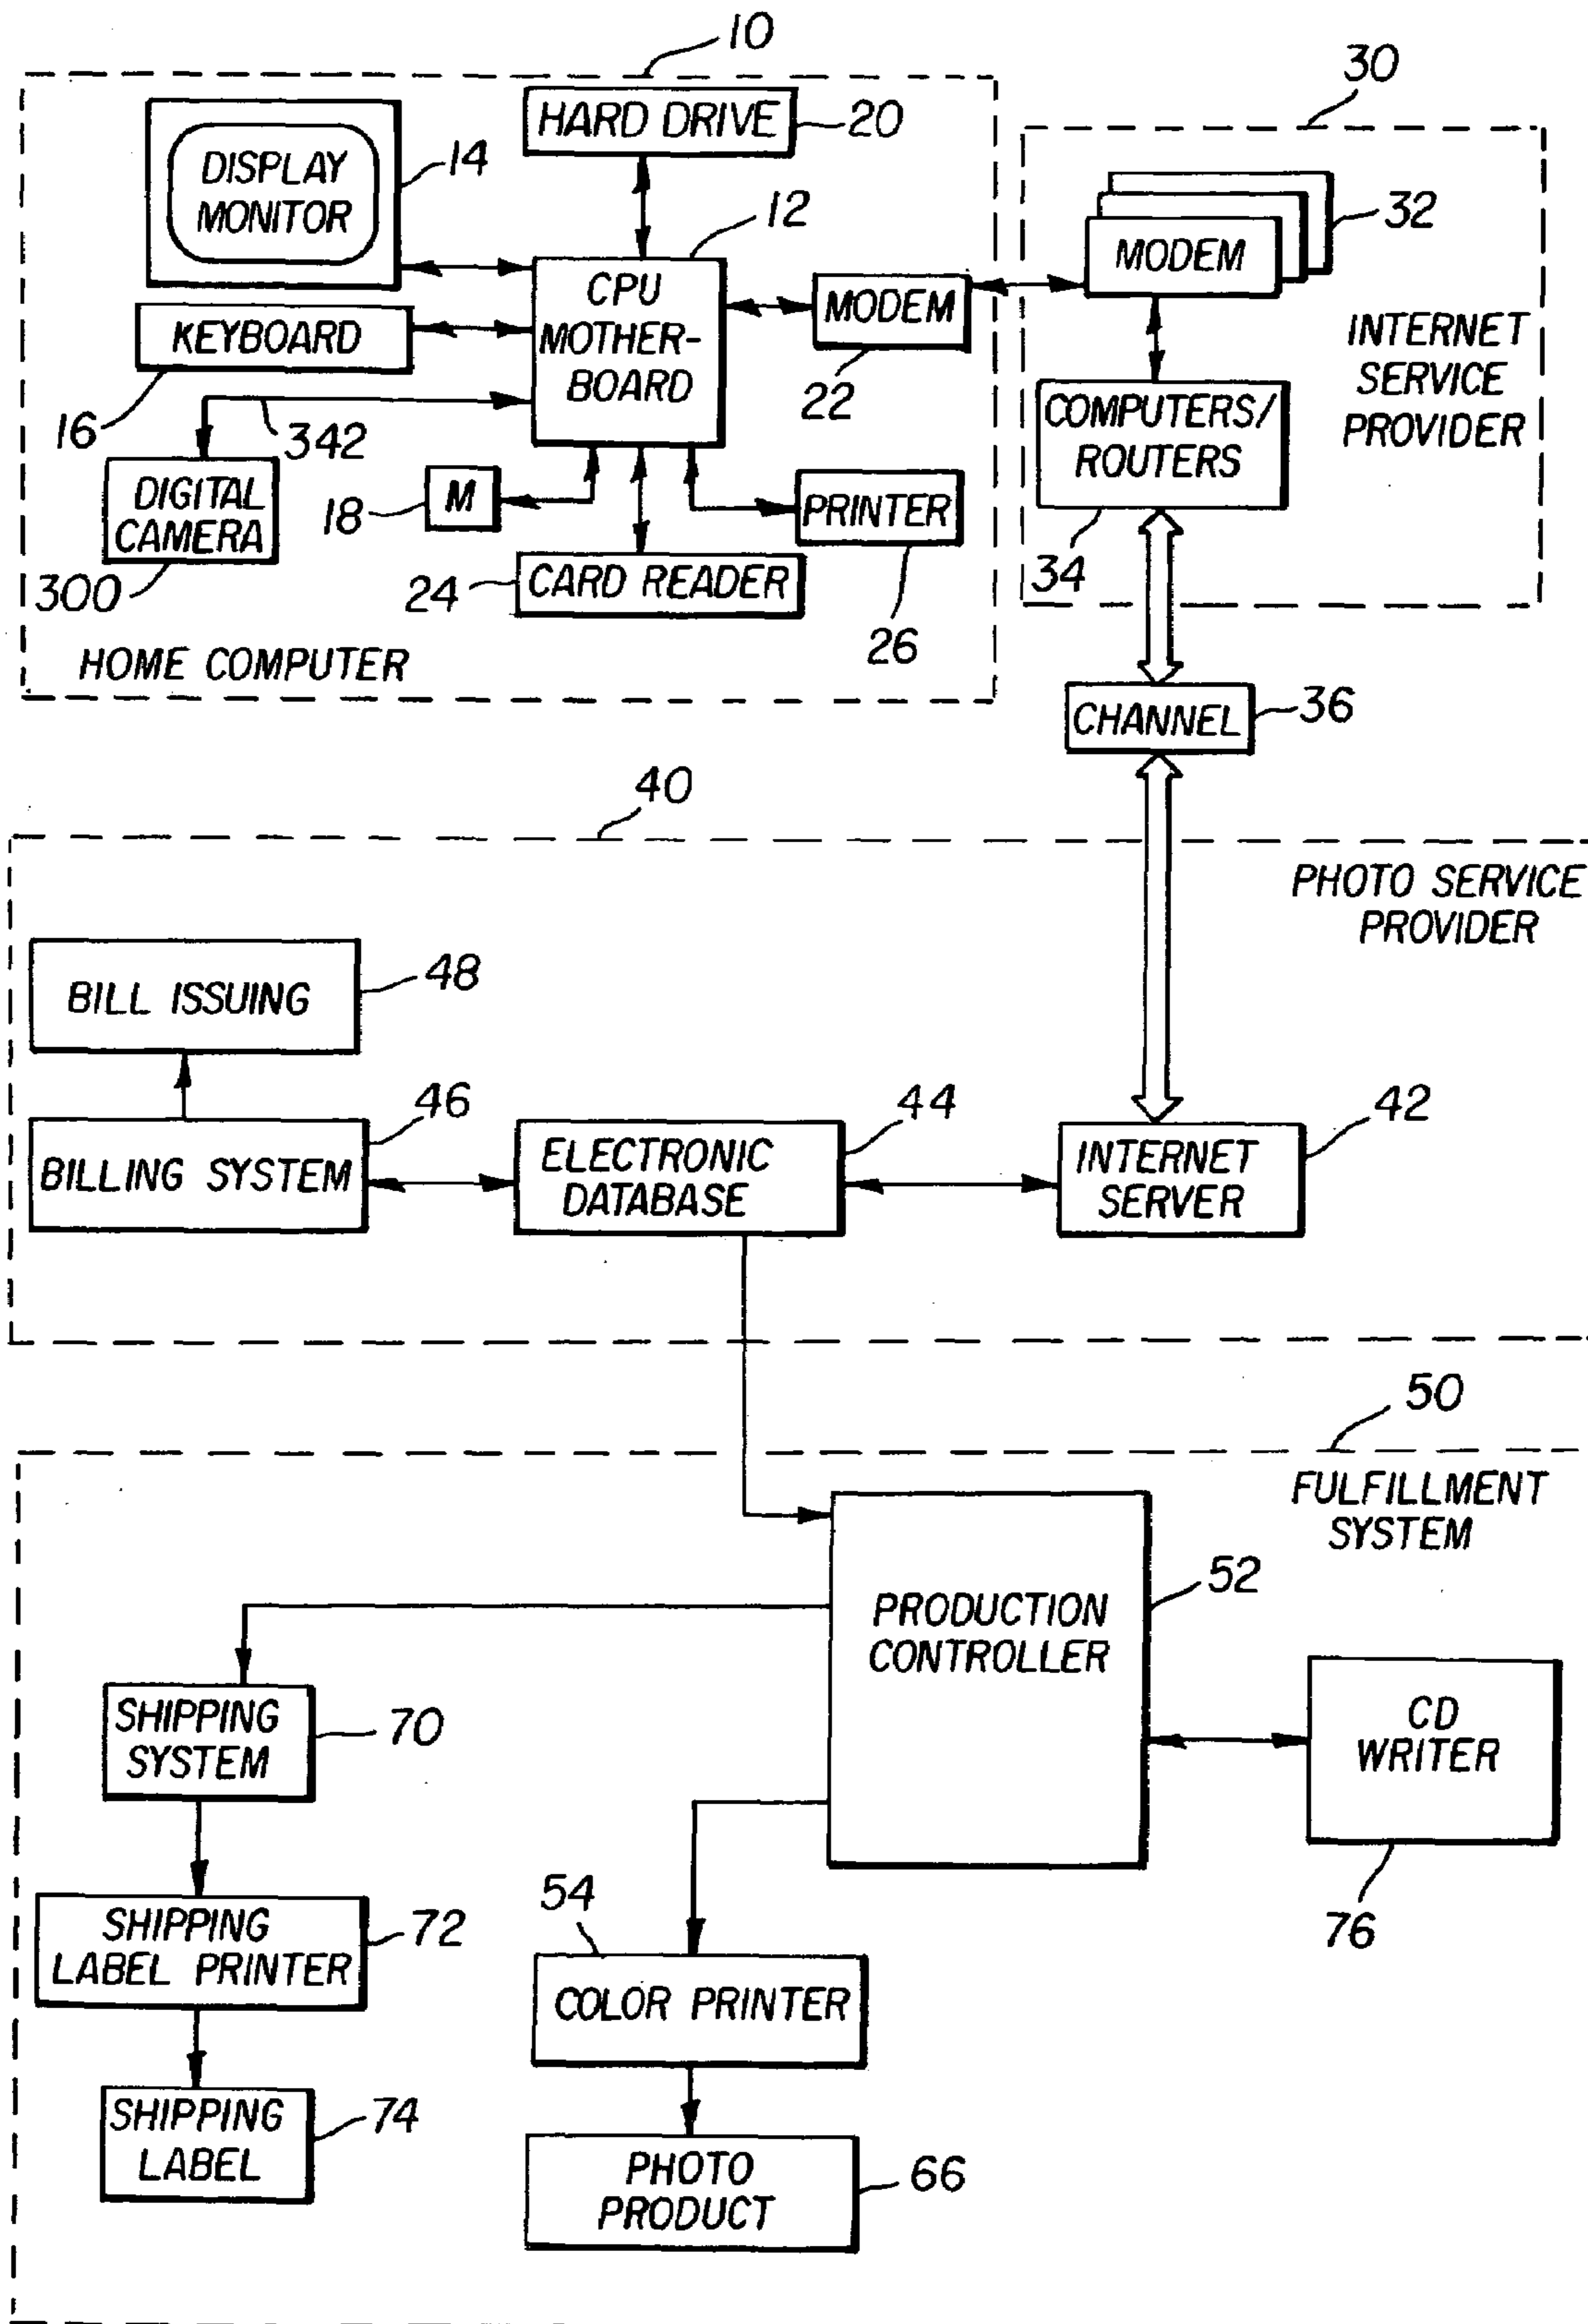 10
HARD DRIVE
20
DISPLAY
MONITOR
14
12
CPU
MOTHER-
BOARD
KEYBOARD
16
MODEM
22
342
DIGITAL
CAMERA
300
M
18
CARD READER
24
PRINTER
26
HOME COMPUTER
30
MODEM
32
INTERNET
SERVICE
PROVIDER
COMPUTERS/
ROUTERS
34
CHANNEL
36
40
PHOTO SERVICE
PROVIDER
BILL ISSUING
48
BILLING SYSTEM
46
ELECTRONIC
DATABASE
44
INTERNET
SERVER
42
50
FULFILLMENT
SYSTEM
PRODUCTION
CONTROLLER
52
SHIPPING
SYSTEM
70
CD
WRITER
76
SHIPPING
LABEL PRINTER
72
54
COLOR PRINTER
SHIPPING
LABEL
74
PHOTO
PRODUCT
66